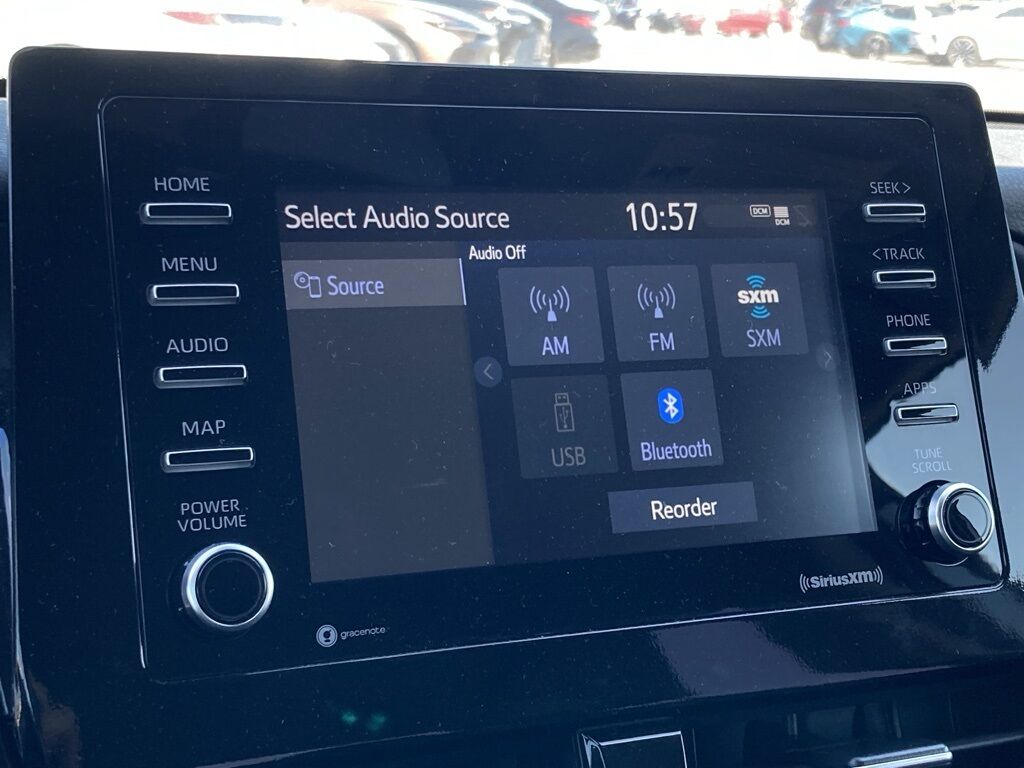 HOME
MENU
AUDIO
MAP
POWER
VOLUME
Select Audio Source
10:57
DCM
DCM
Source
Audio Off
AM
FM
sxm
SXM
USB
Bluetooth
Reorder
SEEK >
< TRACK
PHONE
APPS
TUNE
SCROLL
g gracenote
((SiriusXM))